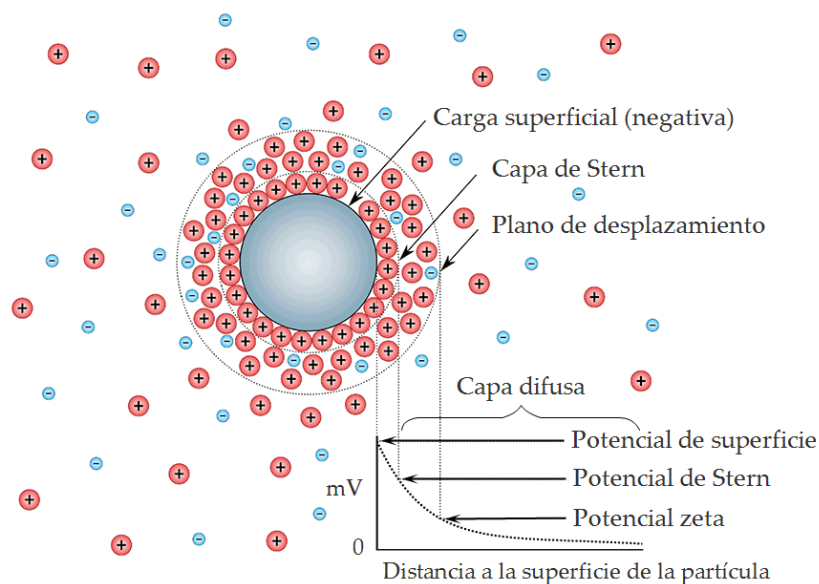 Carga superficial (negativa)
Capa de Stern
Plano de desplazamiento
Capa difusa
Potencial de superficie
Potencial de Stern
mV
Potencial zeta
0
Distancia a la superficie de la partícula